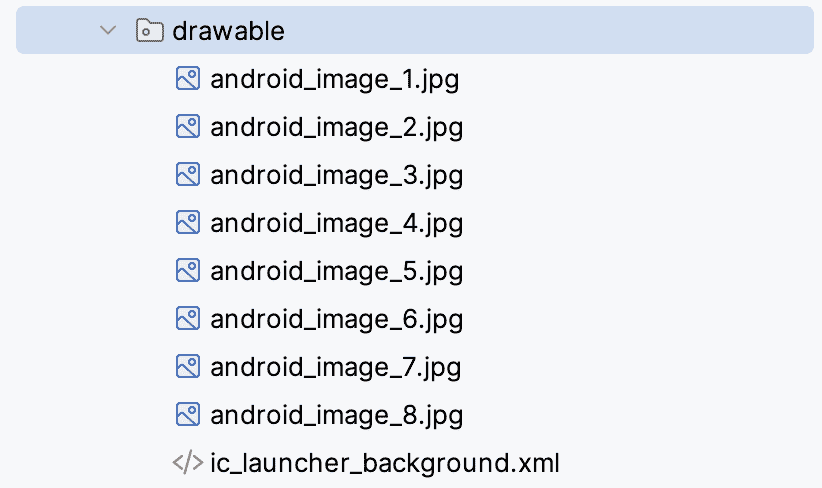 drawable
android_image_1.jpg
android_image_2.jpg
android_image_3.jpg
android_image_4.jpg
android_image_5.jpg
android_image_6.jpg
android_image_7.jpg
android_image_8.jpg
ic_launcher_background.xml